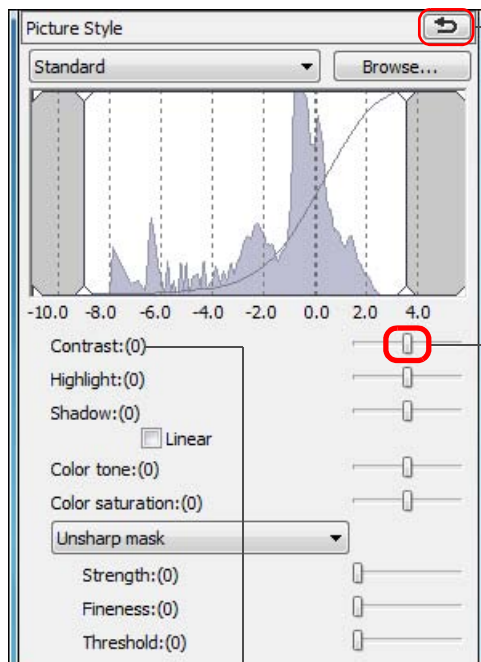 Picture Style
Standard Browse...
-10.0 -8.0 -6.0 -4.0 -2.0 0.0 2.0 4.0
Contrast:(0)
Highlight:(0)
Shadow:(0)
Linear
Color tone:(0)
Color saturation:(0)
Unsharp mask
Strength:(0)
Fineness:(0)
Threshold:(0)